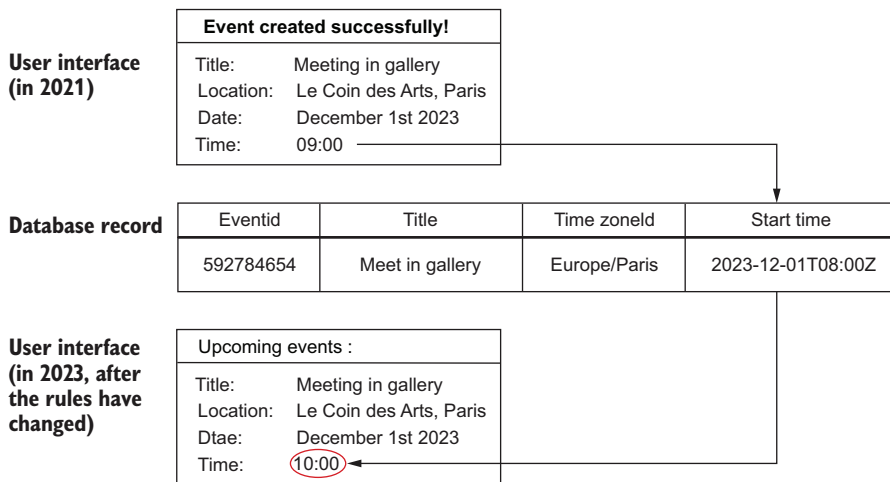 Event created successfully!
User interface
(in 2021)
Title: Meeting in gallery
Location: Le Coin des Arts, Paris
Date: December 1st 2023
Time: 09:00
Database record
Eventid Title Time zoneId Start time
592784654 Meet in gallery Europe/Paris 2023-12-01T08:00Z
User interface
(in 2023, after
the rules have
changed)
Upcoming events :
Title: Meeting in gallery
Location: Le Coin des Arts, Paris
Dtae: December 1st 2023
Time: 10:00